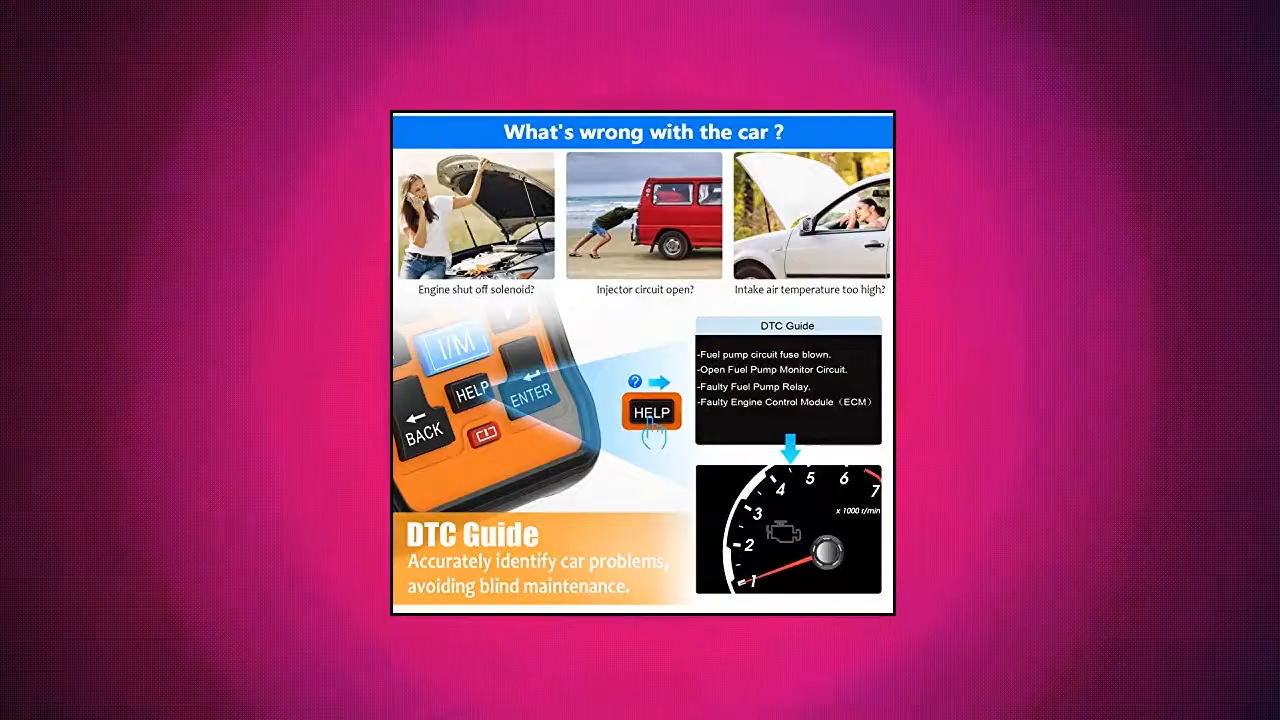 What's wrong with the car ?
Engine shut off solenoid?
Injector circuit open?
Intake air temperature too high?
I/M
HELP
ENTER
BACK
?
HELP
DTC Guide
-Fuel pump circuit fuse blown.
-Open Fuel Pump Monitor Circuit.
-Faulty Fuel Pump Relay.
-Faulty Engine Control Module（ECM）
1
2
3
4
5
6
7
x 1000 r/min
DTC Guide
Accurately identify car problems,
avoiding blind maintenance.